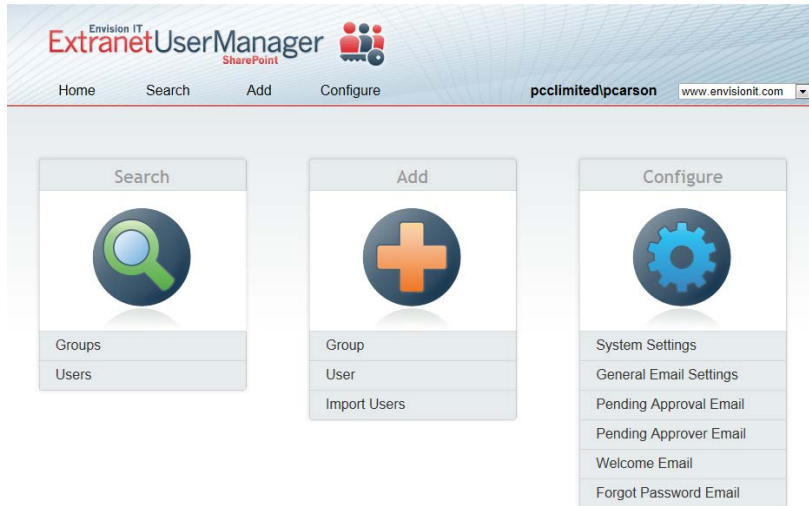 Envision IT
ExtranetUserManager
SharePoint
Home Search Add Configure pcclimited\pcarson www.envisionit.com
Search
Groups
Users
Add
Group
User
Import Users
Configure
System Settings
General Email Settings
Pending Approval Email
Pending Approver Email
Welcome Email
Forgot Password Email